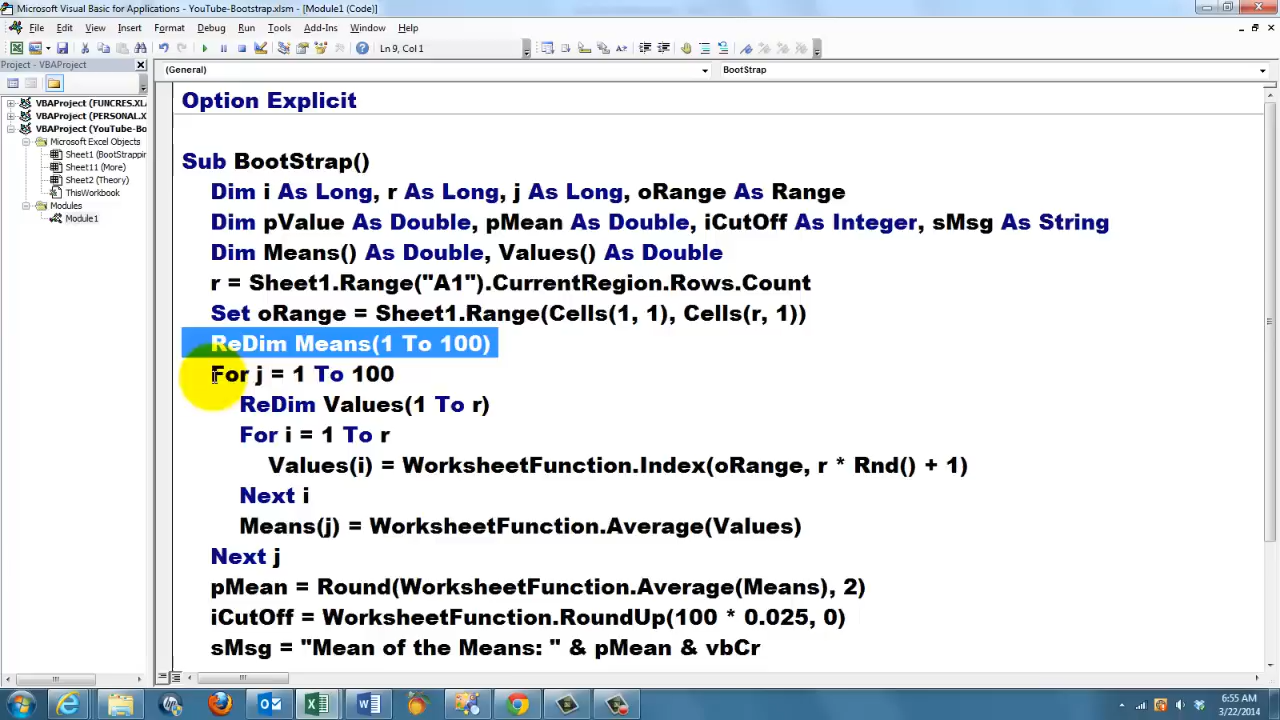 Microsoft Visual Basic for Applications - YouTube-Bootstrap.xlsm - [Module1 (Code)]
File Edit View Insert Format Debug Run Tools Add-Ins Window Help
Ln 9, Col 1
Project - VBAProject
(General) BootStrap
VBAProject (FUNCRES.XLA
VBAProject (PERSONAL.X
VBAProject (YouTube-Bo
Microsoft Excel Objects
Sheet1 (BootStrappin
Sheet11 (More)
Sheet2 (Theory)
ThisWorkbook
Modules
Module1
Option Explicit
Sub BootStrap()
Dim i As Long, r As Long, j As Long, oRange As Range
Dim pValue As Double, pMean As Double, iCutOff As Integer, sMsg As String
Dim Means() As Double, Values() As Double
r = Sheet1.Range("A1").CurrentRegion.Rows.Count
Set oRange = Sheet1.Range(Cells(1, 1), Cells(r, 1))
ReDim Means(1 To 100)
For j = 1 To 100
ReDim Values(1 To r)
For i = 1 To r
Values(i) = WorksheetFunction.Index(oRange, r * Rnd() + 1)
Next i
Means(j) = WorksheetFunction.Average(Values)
Next j
pMean = Round(WorksheetFunction.Average(Means), 2)
iCutOff = WorksheetFunction.RoundUp(100 * 0.025, 0)
sMsg = "Mean of the Means: " & pMean & vbCr
6:55 AM
3/22/2014